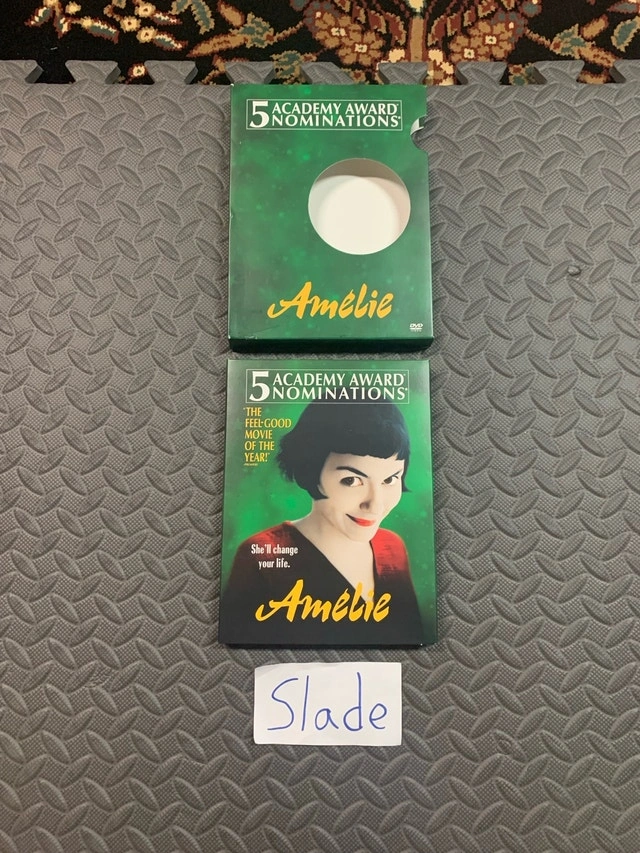 5 ACADEMY AWARD
NOMINATIONS
Amélie
DVD
5 ACADEMY AWARD
NOMINATIONS
"THE
FEEL-GOOD
MOVIE
OF THE
YEAR!"
She'll change
your life.
Amélie
Slade